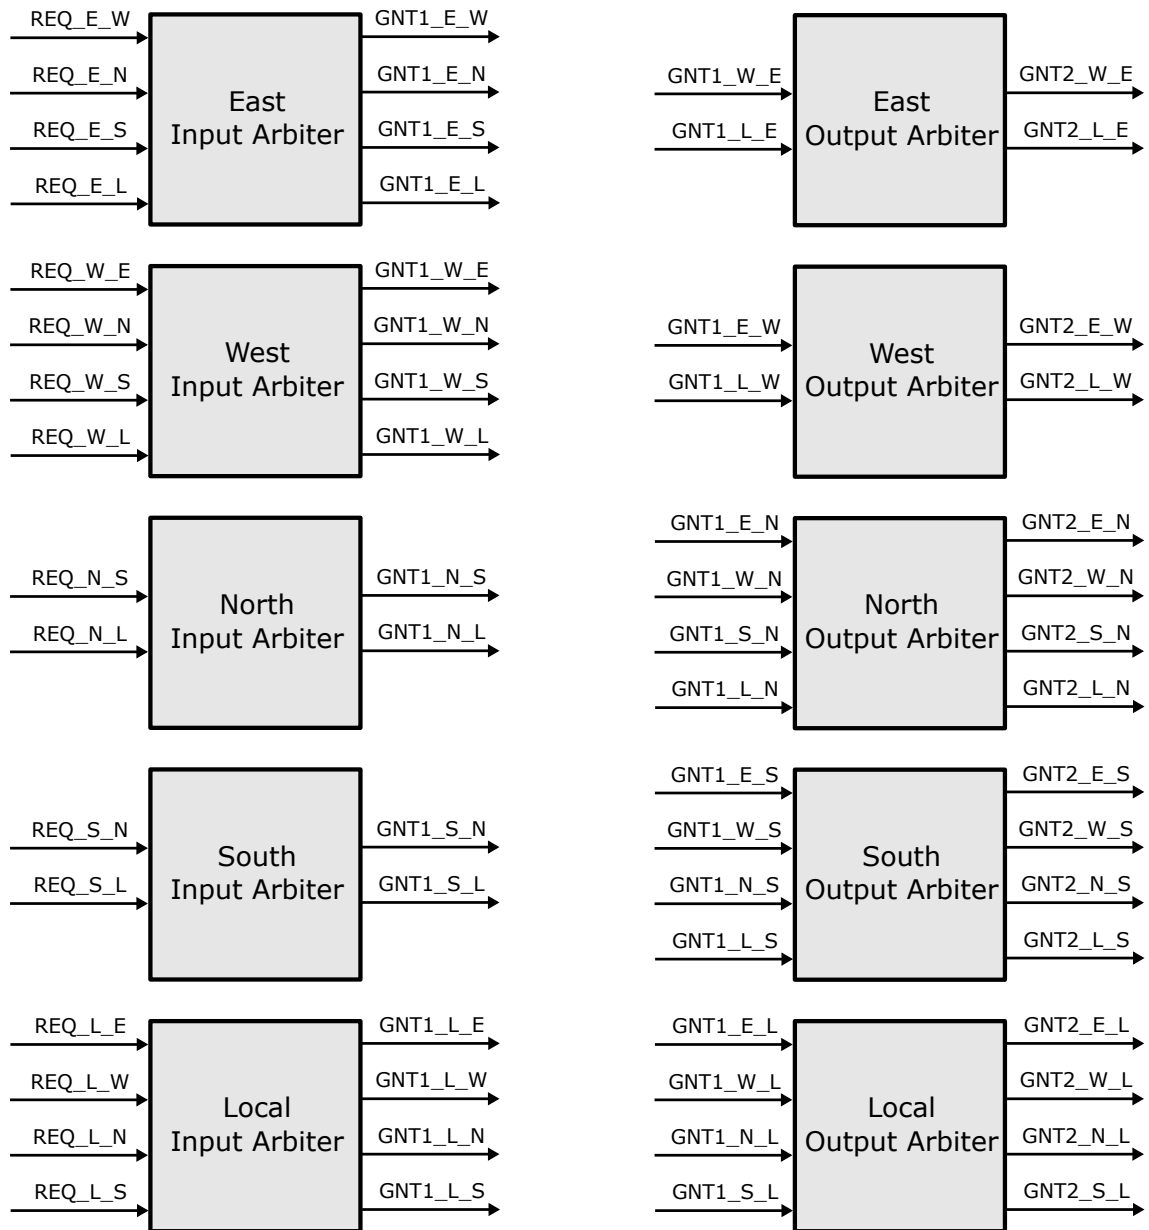 REQ_E_W
REQ_E_N
REQ_E_S
REQ_E_L
East
Input Arbiter
GNT1_E_W
GNT1_E_N
GNT1_E_S
GNT1_E_L
GNT1_W_E
GNT1_L_E
East
Output Arbiter
GNT2_W_E
GNT2_L_E
REQ_W_E
REQ_W_N
REQ_W_S
REQ_W_L
West
Input Arbiter
GNT1_W_E
GNT1_W_N
GNT1_W_S
GNT1_W_L
GNT1_E_W
GNT1_L_W
West
Output Arbiter
GNT2_E_W
GNT2_L_W
REQ_N_S
REQ_N_L
North
Input Arbiter
GNT1_N_S
GNT1_N_L
GNT1_E_N
GNT1_W_N
GNT1_S_N
GNT1_L_N
North
Output Arbiter
GNT2_E_N
GNT2_W_N
GNT2_S_N
GNT2_L_N
REQ_S_N
REQ_S_L
South
Input Arbiter
GNT1_S_N
GNT1_S_L
GNT1_E_S
GNT1_W_S
GNT1_N_S
GNT1_L_S
South
Output Arbiter
GNT2_E_S
GNT2_W_S
GNT2_N_S
GNT2_L_S
REQ_L_E
REQ_L_W
REQ_L_N
REQ_L_S
Local
Input Arbiter
GNT1_L_E
GNT1_L_W
GNT1_L_N
GNT1_L_S
GNT1_E_L
GNT1_W_L
GNT1_N_L
GNT1_S_L
Local
Output Arbiter
GNT2_E_L
GNT2_W_L
GNT2_N_L
GNT2_S_L